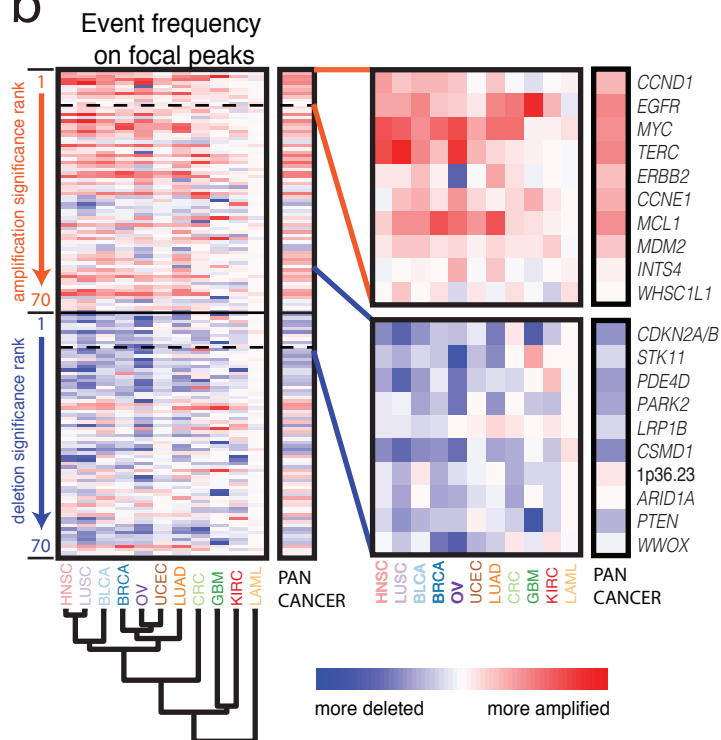 b
Event frequency
on focal peaks
amplification significance rank
1
70
deletion significance rank
1
70
HNSC
LUSC
BLCA
BRCA
OV
UCEC
LUAD
CRC
GBM
KIRC
LAML
PAN
CANCER
CCND1
EGFR
MYC
TERC
ERBB2
CCNE1
MCL1
MDM2
INTS4
WHSC1L1
CDKN2A/B
STK11
PDE4D
PARK2
LRP1B
CSMD1
1p36.23
ARID1A
PTEN
WWOX
HNSC
LUSC
BLCA
BRCA
OV
UCEC
LUAD
CRC
GBM
KIRC
LAML
PAN
CANCER
more deleted
more amplified